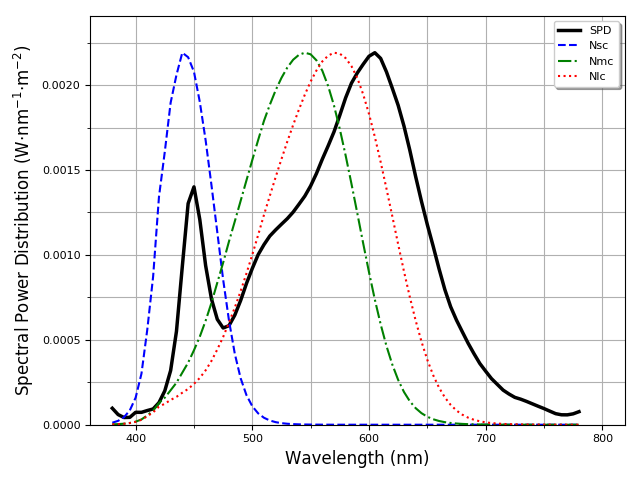 Spectral Power Distribution (W·nm⁻¹·m⁻²)
SPD
Nsc
Nmc
Nlc
0.0020
0.0015
0.0010
0.0005
0.0000
400 500 600 700 800
Wavelength (nm)